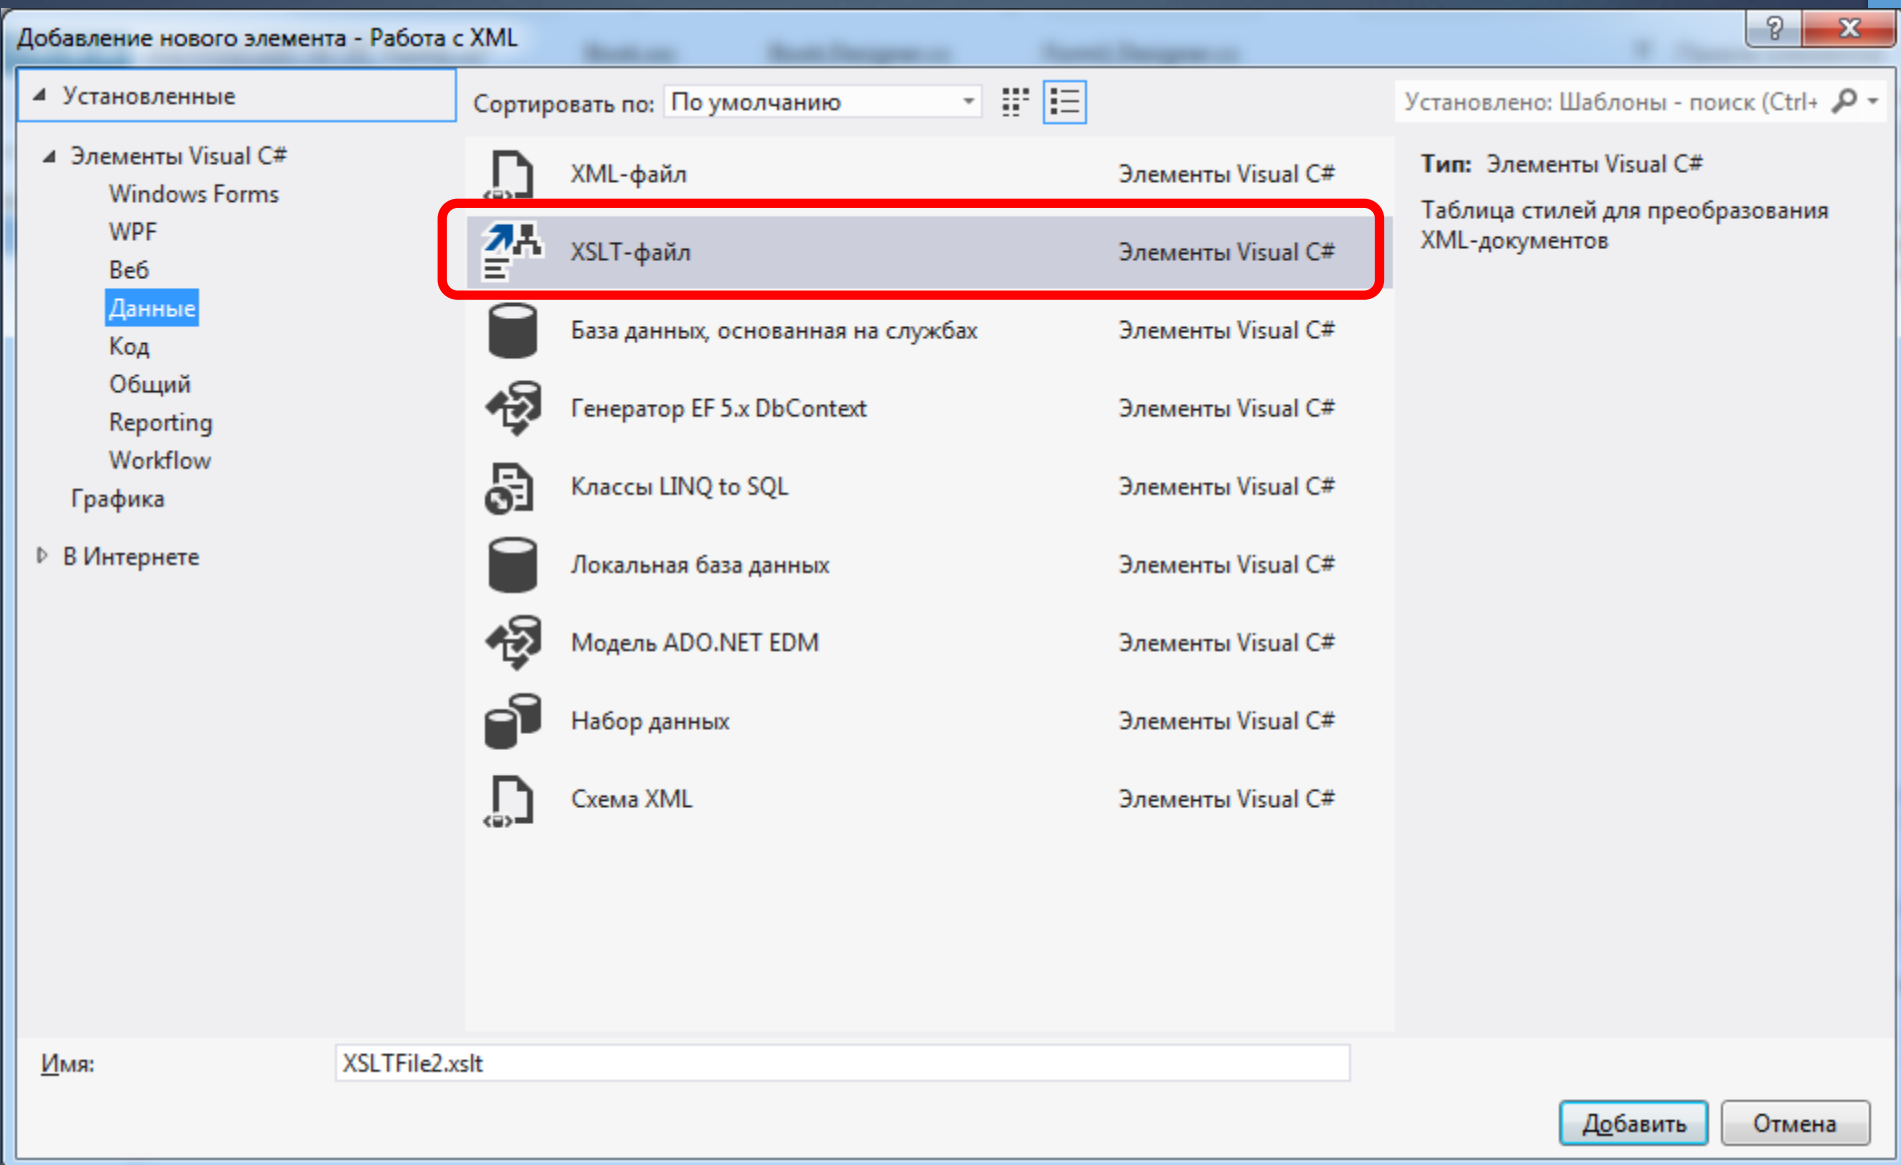 Добавление нового элемента - Работа с XML
Установленные
Сортировать по: По умолчанию
Установлено: Шаблоны - поиск (Ctrl+
Элементы Visual C#
Windows Forms
WPF
Веб
Данные
Код
Общий
Reporting
Workflow
Графика
В Интернете
XML-файл Элементы Visual C#
XSLT-файл Элементы Visual C#
База данных, основанная на службах Элементы Visual C#
Генератор EF 5.x DbContext Элементы Visual C#
Классы LINQ to SQL Элементы Visual C#
Локальная база данных Элементы Visual C#
Модель ADO.NET EDM Элементы Visual C#
Набор данных Элементы Visual C#
Схема XML Элементы Visual C#
Тип: Элементы Visual C#
Таблица стилей для преобразования
XML-документов
Имя: XSLTFile2.xslt
Добавить Отмена